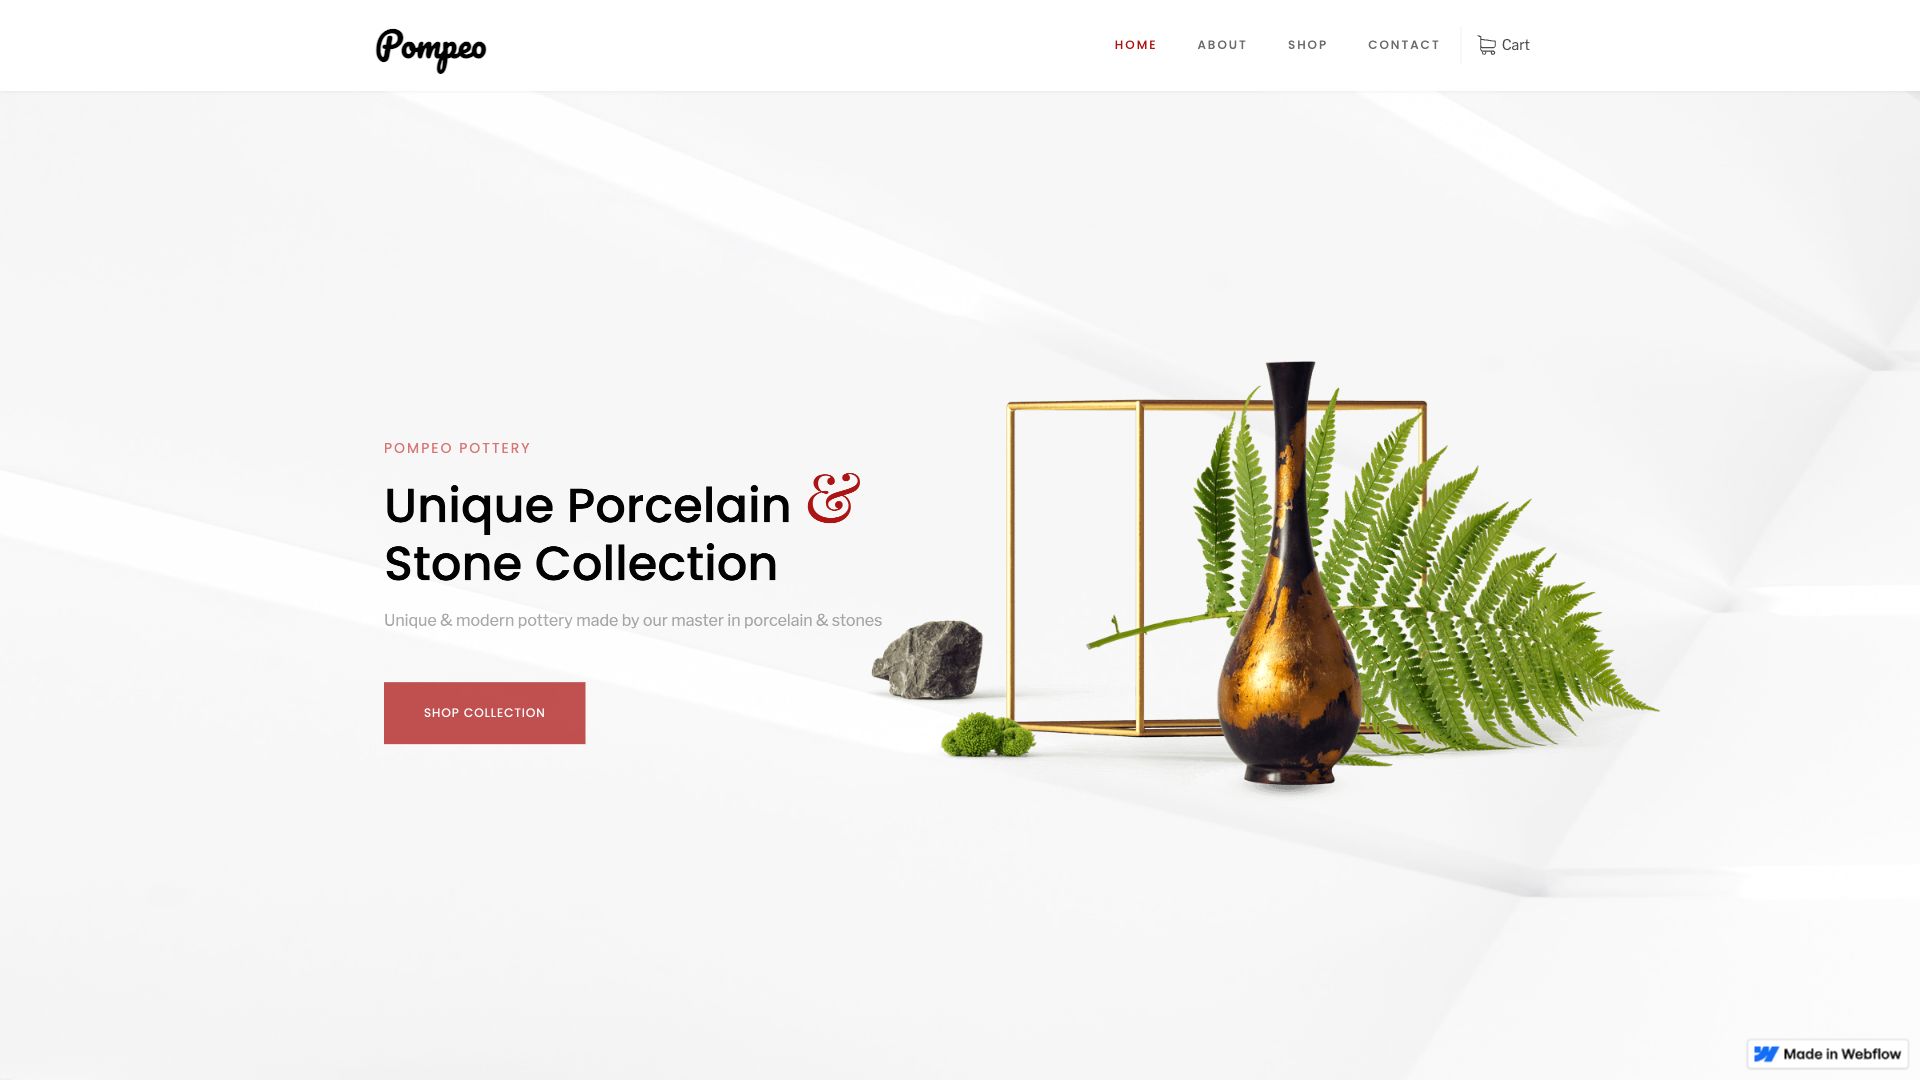 Pompeo
HOME ABOUT SHOP CONTACT Cart
POMPEO POTTERY
Unique Porcelain &
Stone Collection
Unique & modern pottery made by our master in porcelain & stones
SHOP COLLECTION
Made in Webflow